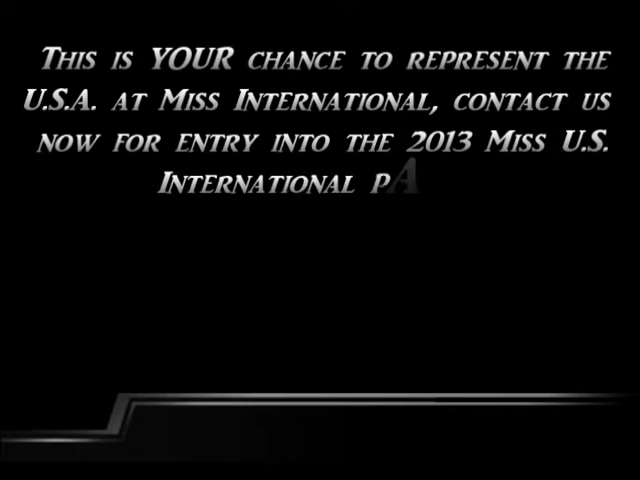 This is YOUR chance to represent the
U.S.A. at Miss International, contact us
now for entry into the 2013 Miss U.S.
International pA